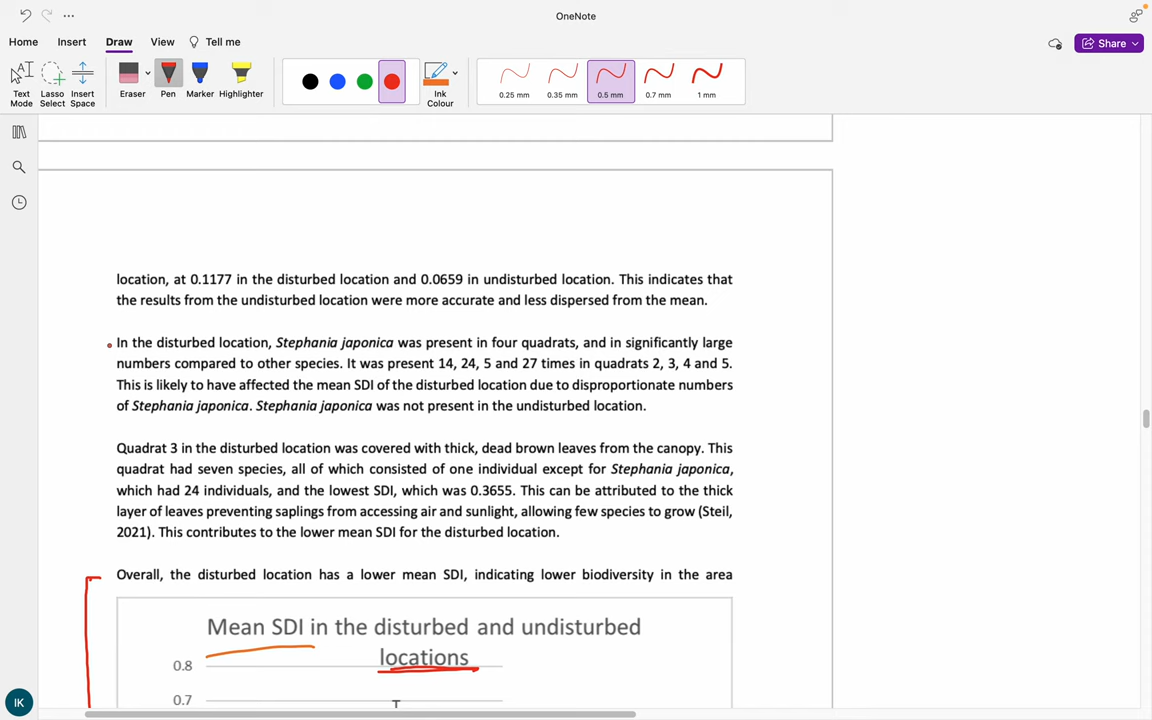 OneNote
Home Insert Draw View Tell me
Share
Text Mode
Lasso Select
Insert Space
Eraser
Pen
Marker
Highlighter
Ink Colour
0.25 mm
0.35 mm
0.5 mm
0.7 mm
1 mm
location, at 0.1177 in the disturbed location and 0.0659 in undisturbed location. This indicates that
the results from the undisturbed location were more accurate and less dispersed from the mean.
In the disturbed location, Stephania japonica was present in four quadrats, and in significantly large
numbers compared to other species. It was present 14, 24, 5 and 27 times in quadrats 2, 3, 4 and 5.
This is likely to have affected the mean SDI of the disturbed location due to disproportionate numbers
of Stephania japonica. Stephania japonica was not present in the undisturbed location.
Quadrat 3 in the disturbed location was covered with thick, dead brown leaves from the canopy. This
quadrat had seven species, all of which consisted of one individual except for Stephania japonica,
which had 24 individuals, and the lowest SDI, which was 0.3655. This can be attributed to the thick
layer of leaves preventing saplings from accessing air and sunlight, allowing few species to grow (Steil,
2021). This contributes to the lower mean SDI for the disturbed location.
Overall, the disturbed location has a lower mean SDI, indicating lower biodiversity in the area
Mean SDI in the disturbed and undisturbed
locations
0.8
0.7
IK